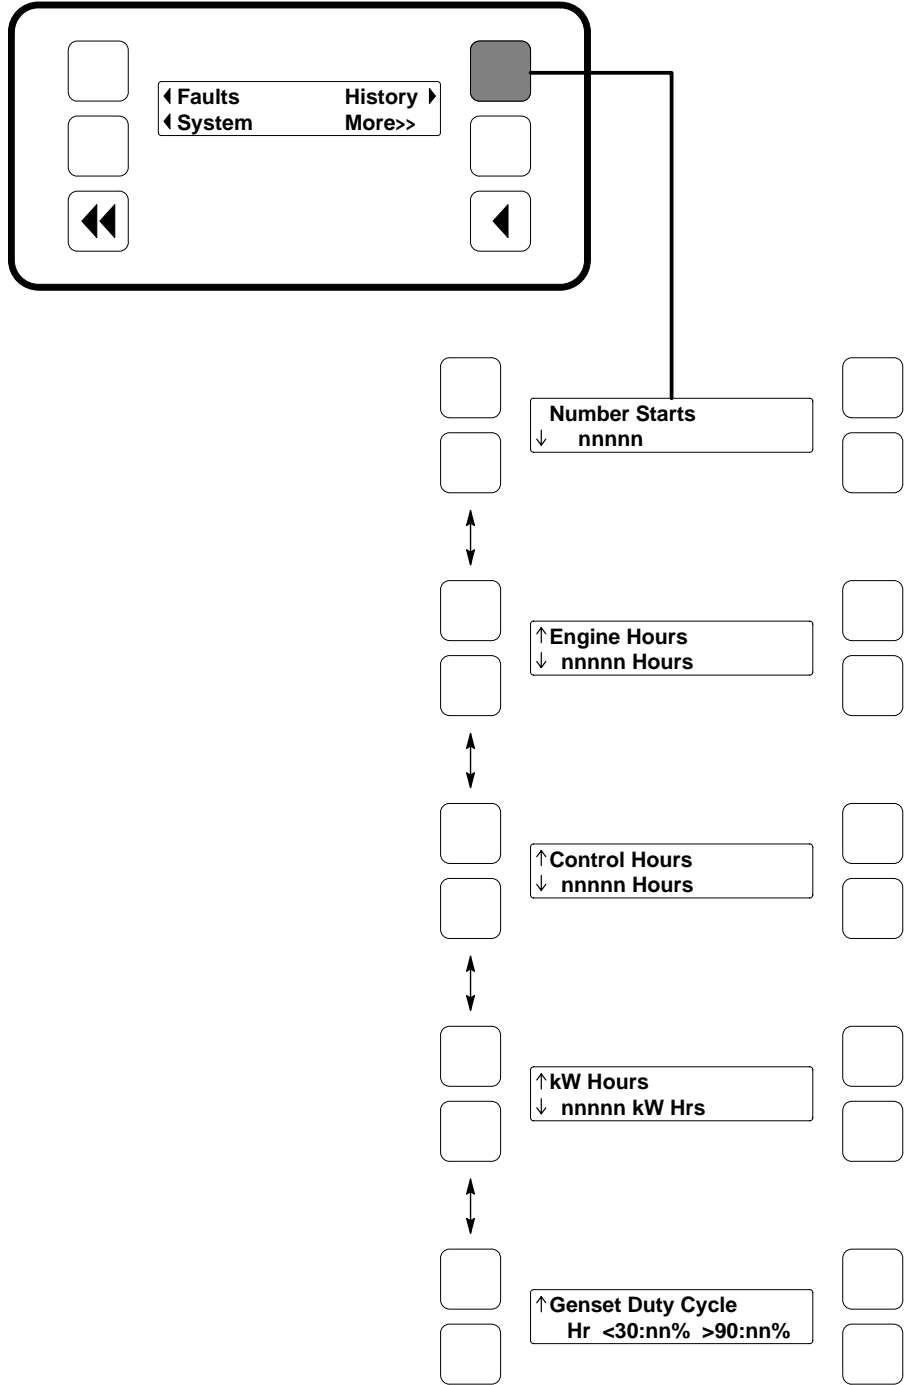 Faults History
System More>>
Number Starts
↓ nnnnn
↑Engine Hours
↓ nnnnn Hours
↑Control Hours
↓ nnnnn Hours
↑kW Hours
↓ nnnnn kW Hrs
↑Genset Duty Cycle
Hr <30:nn% >90:nn%